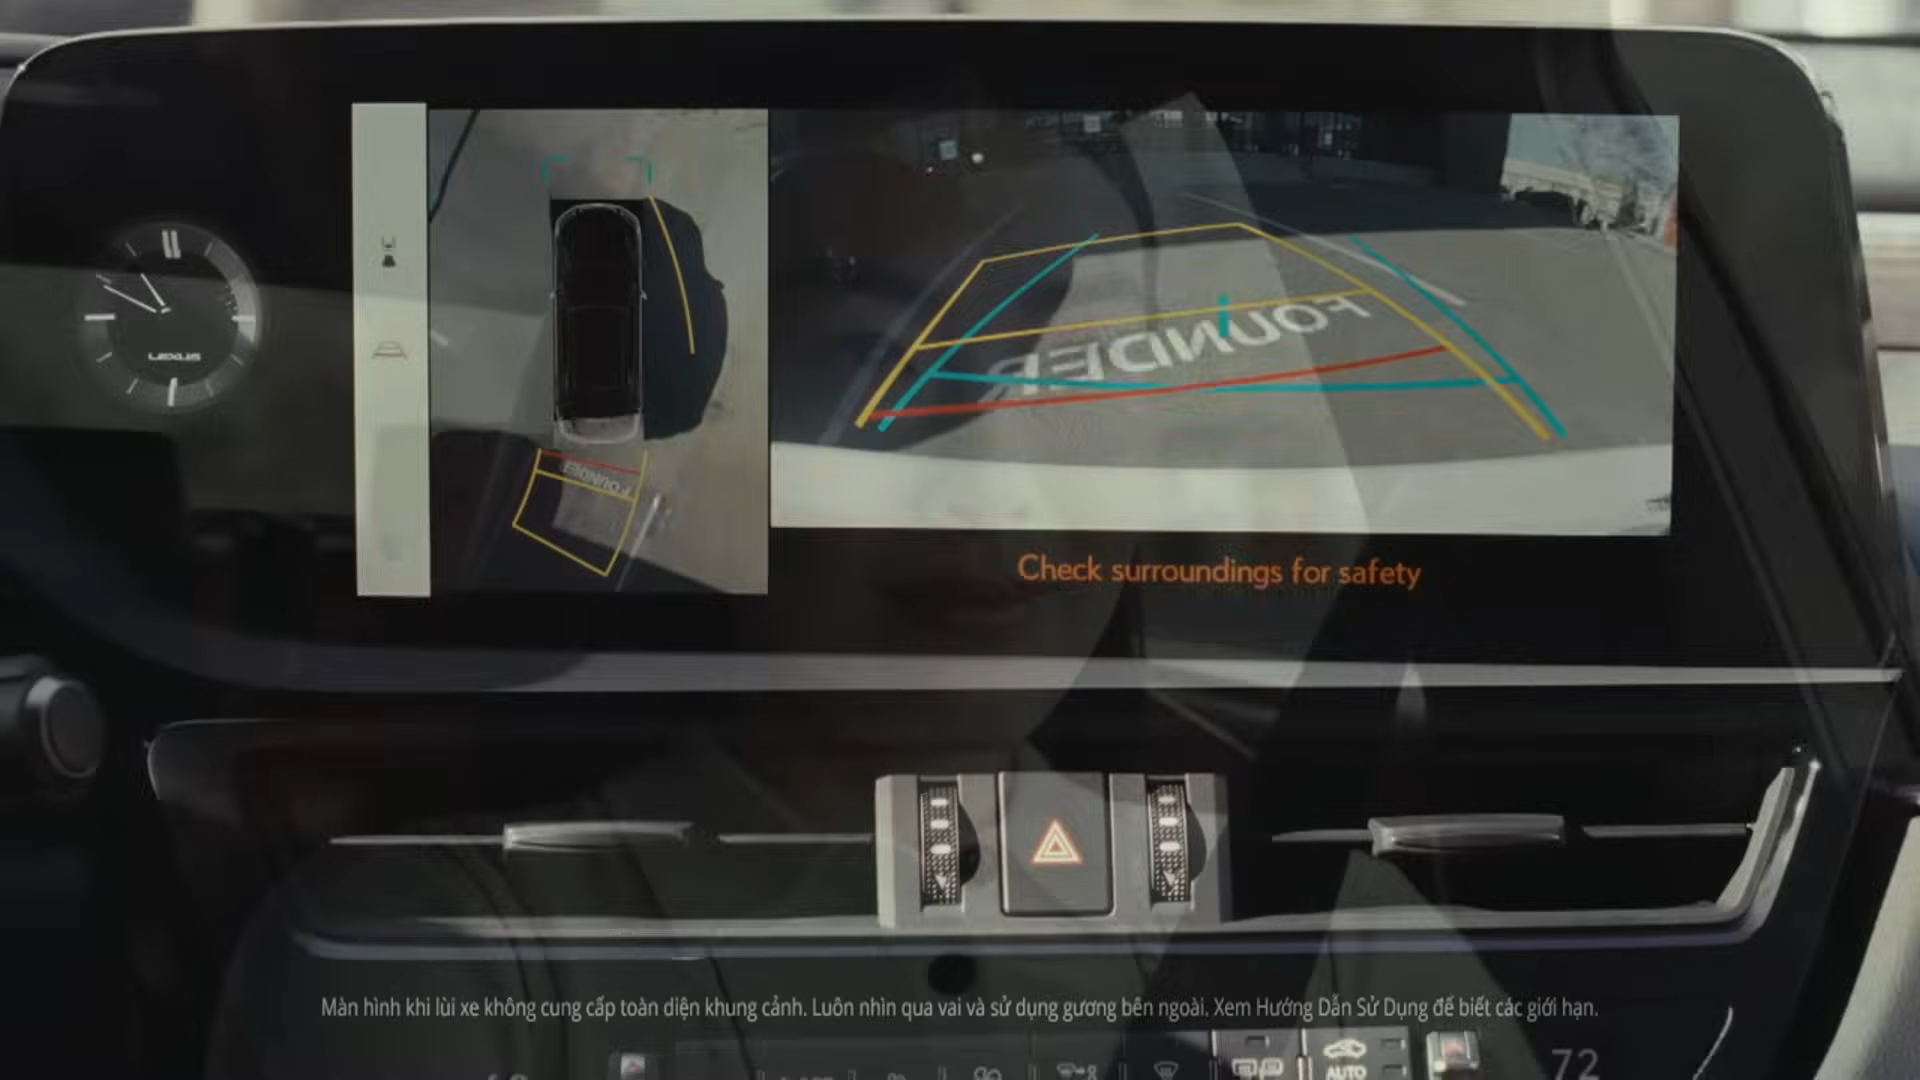 LEXUS
FOUNDER
FOUNDER
Check surroundings for safety
Màn hình khi lùi xe không cung cấp toàn diện khung cảnh. Luôn nhìn qua vai và sử dụng gương bên ngoài. Xem Hướng Dẫn Sử Dụng để biết các giới hạn.
AUTO
72